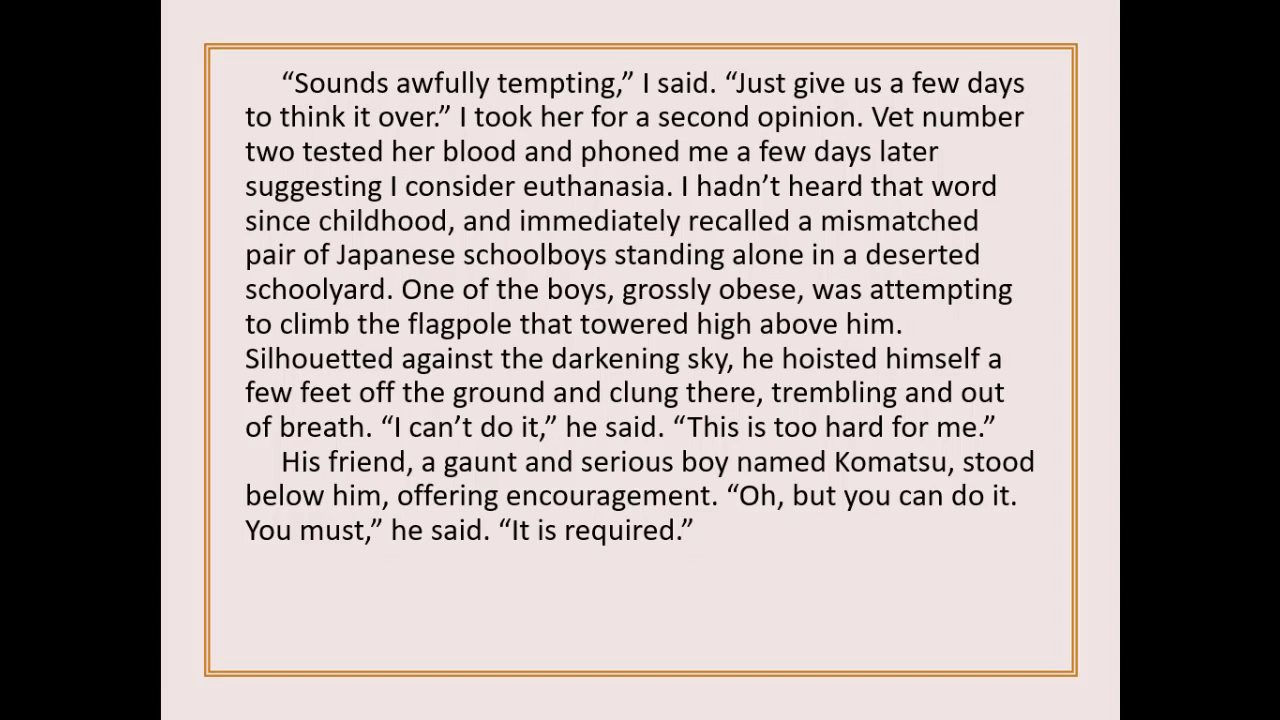 “Sounds awfully tempting,” I said. “Just give us a few days
to think it over.” I took her for a second opinion. Vet number
two tested her blood and phoned me a few days later
suggesting I consider euthanasia. I hadn’t heard that word
since childhood, and immediately recalled a mismatched
pair of Japanese schoolboys standing alone in a deserted
schoolyard. One of the boys, grossly obese, was attempting
to climb the flagpole that towered high above him.
Silhouetted against the darkening sky, he hoisted himself a
few feet off the ground and clung there, trembling and out
of breath. “I can’t do it,” he said. “This is too hard for me.”
His friend, a gaunt and serious boy named Komatsu, stood
below him, offering encouragement. “Oh, but you can do it.
You must,” he said. “It is required.”